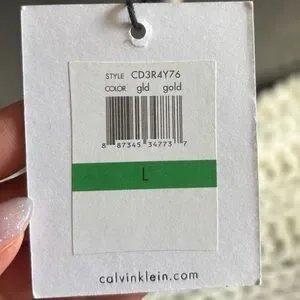 STYLE CD3R4Y76
COLOR gld gold
8 87345 34773 7
L
calvinklein.com